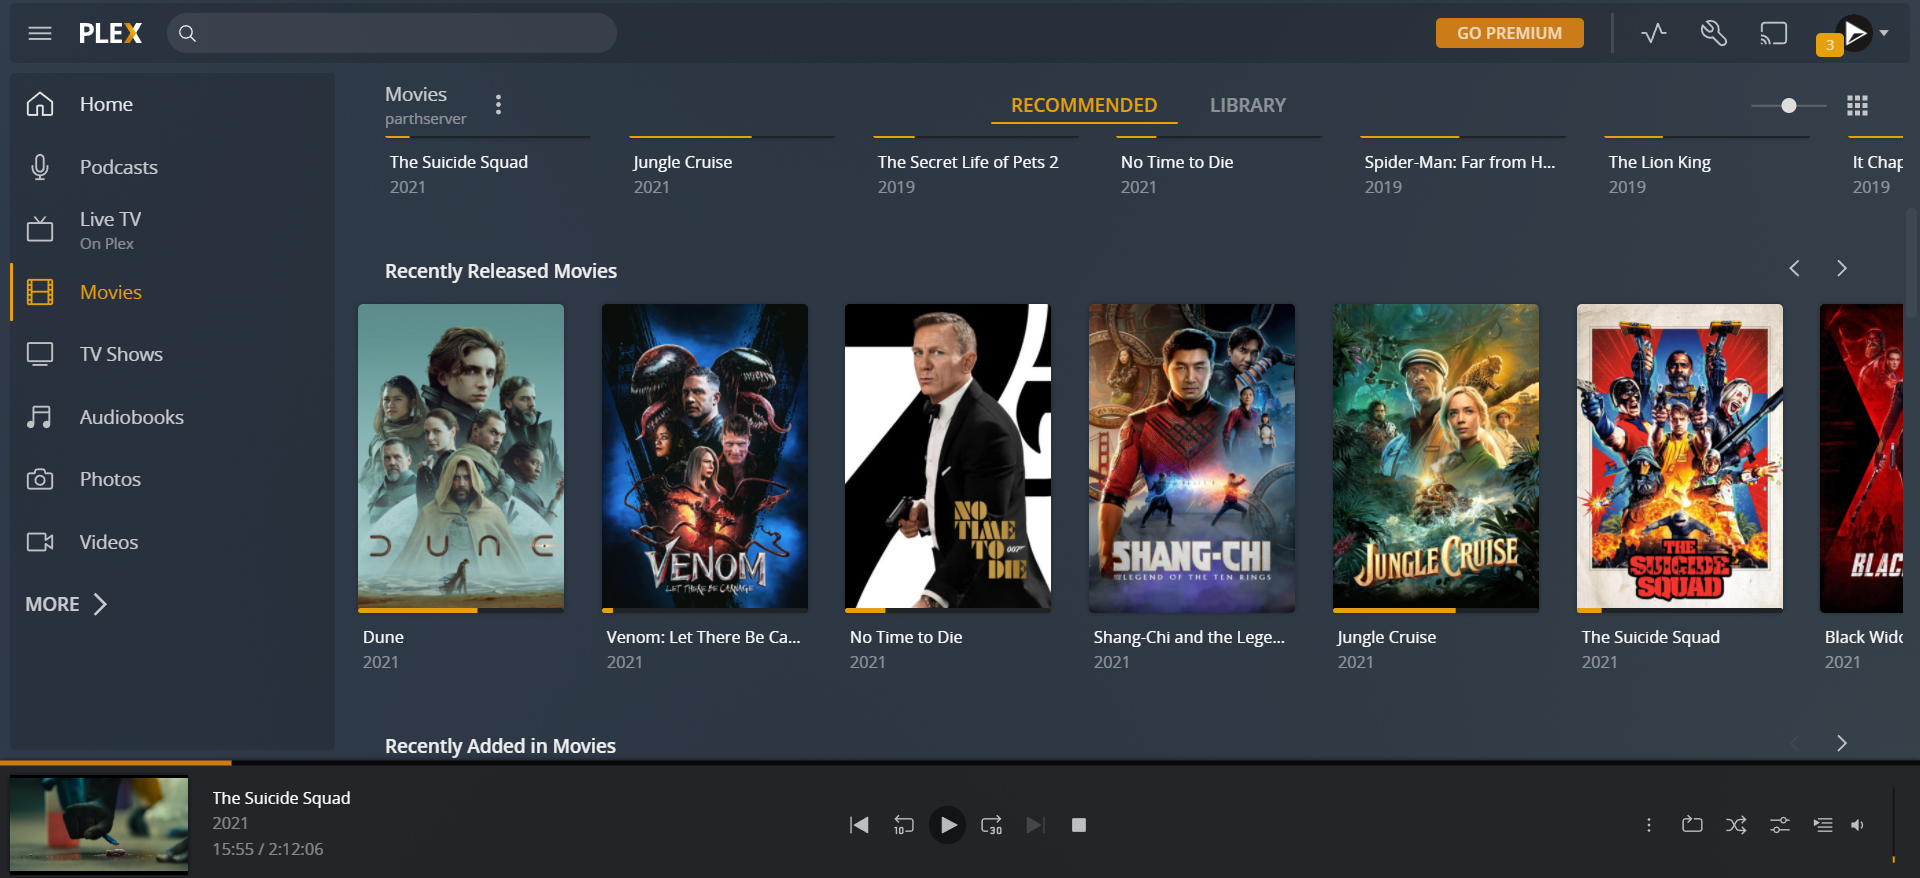 PLEX
GO PREMIUM
3
Home
Podcasts
Live TV
On Plex
Movies
TV Shows
Audiobooks
Photos
Videos
MORE
Movies
parthserver
RECOMMENDED
LIBRARY
The Suicide Squad
2021
Jungle Cruise
2021
The Secret Life of Pets 2
2019
No Time to Die
2021
Spider-Man: Far from H...
2019
The Lion King
2019
It Chap
2019
Recently Released Movies
DUNE
Dune
2021
VENOM
LET THERE BE CARNAGE
Venom: Let There Be Ca...
2021
NO
TIME
TO 007
DIE
No Time to Die
2021
SHANG-CHI
AND THE LEGEND OF THE TEN RINGS
Shang-Chi and the Lege...
2021
JUNGLE CRUISE
Jungle Cruise
2021
THE
SUICIDE
SQUAD
The Suicide Squad
2021
BLAC
Black Wido
2021
Recently Added in Movies
The Suicide Squad
2021
15:55 / 2:12:06
10
30